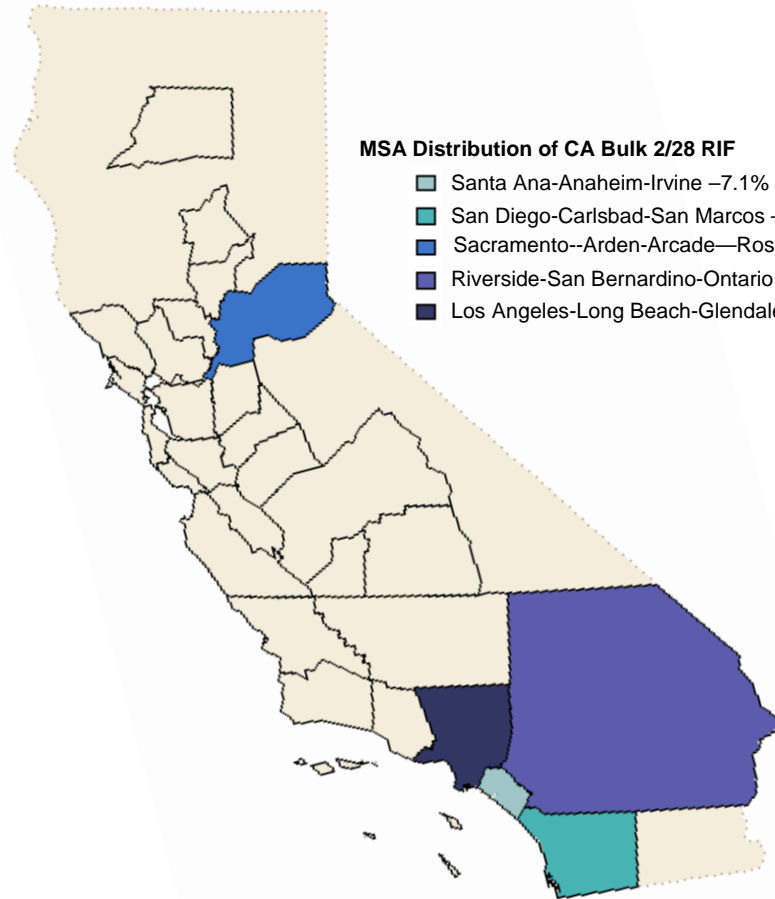 MSA Distribution of CA Bulk 2/28 RIF
Santa Ana-Anaheim-Irvine –7.1%
San Diego-Carlsbad-San Marcos -
Sacramento--Arden-Arcade—Ros
Riverside-San Bernardino-Ontario
Los Angeles-Long Beach-Glendale